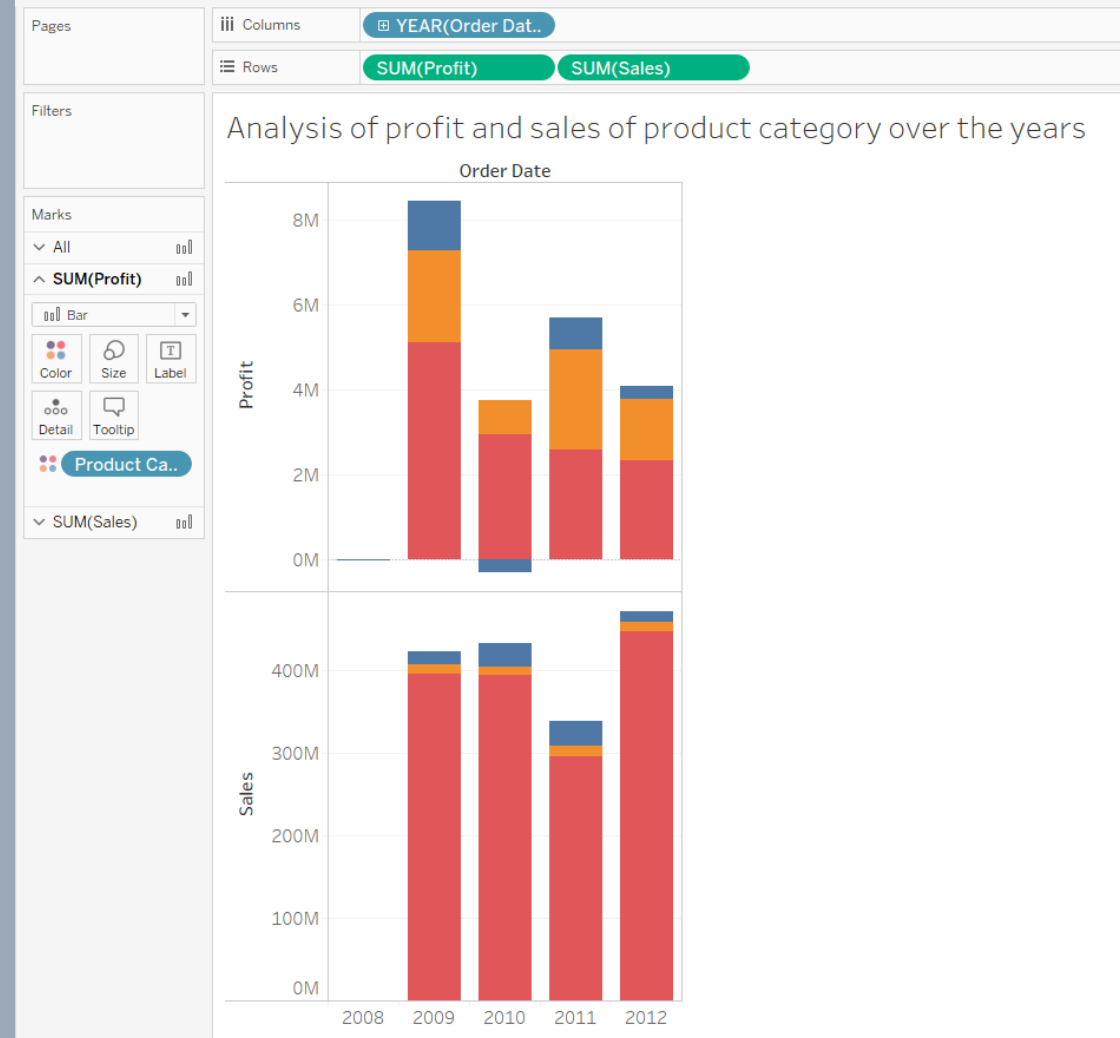 Pages
Columns
YEAR(Order Dat..
Rows
SUM(Profit)
SUM(Sales)
Filters
Analysis of profit and sales of product category over the years
Order Date
Marks
All
SUM(Profit)
Bar
Color
Size
T
Label
Detail
Tooltip
Product Ca..
SUM(Sales)
Profit
8M
6M
4M
2M
0M
Sales
400M
300M
200M
100M
0M
2008 2009 2010 2011 2012